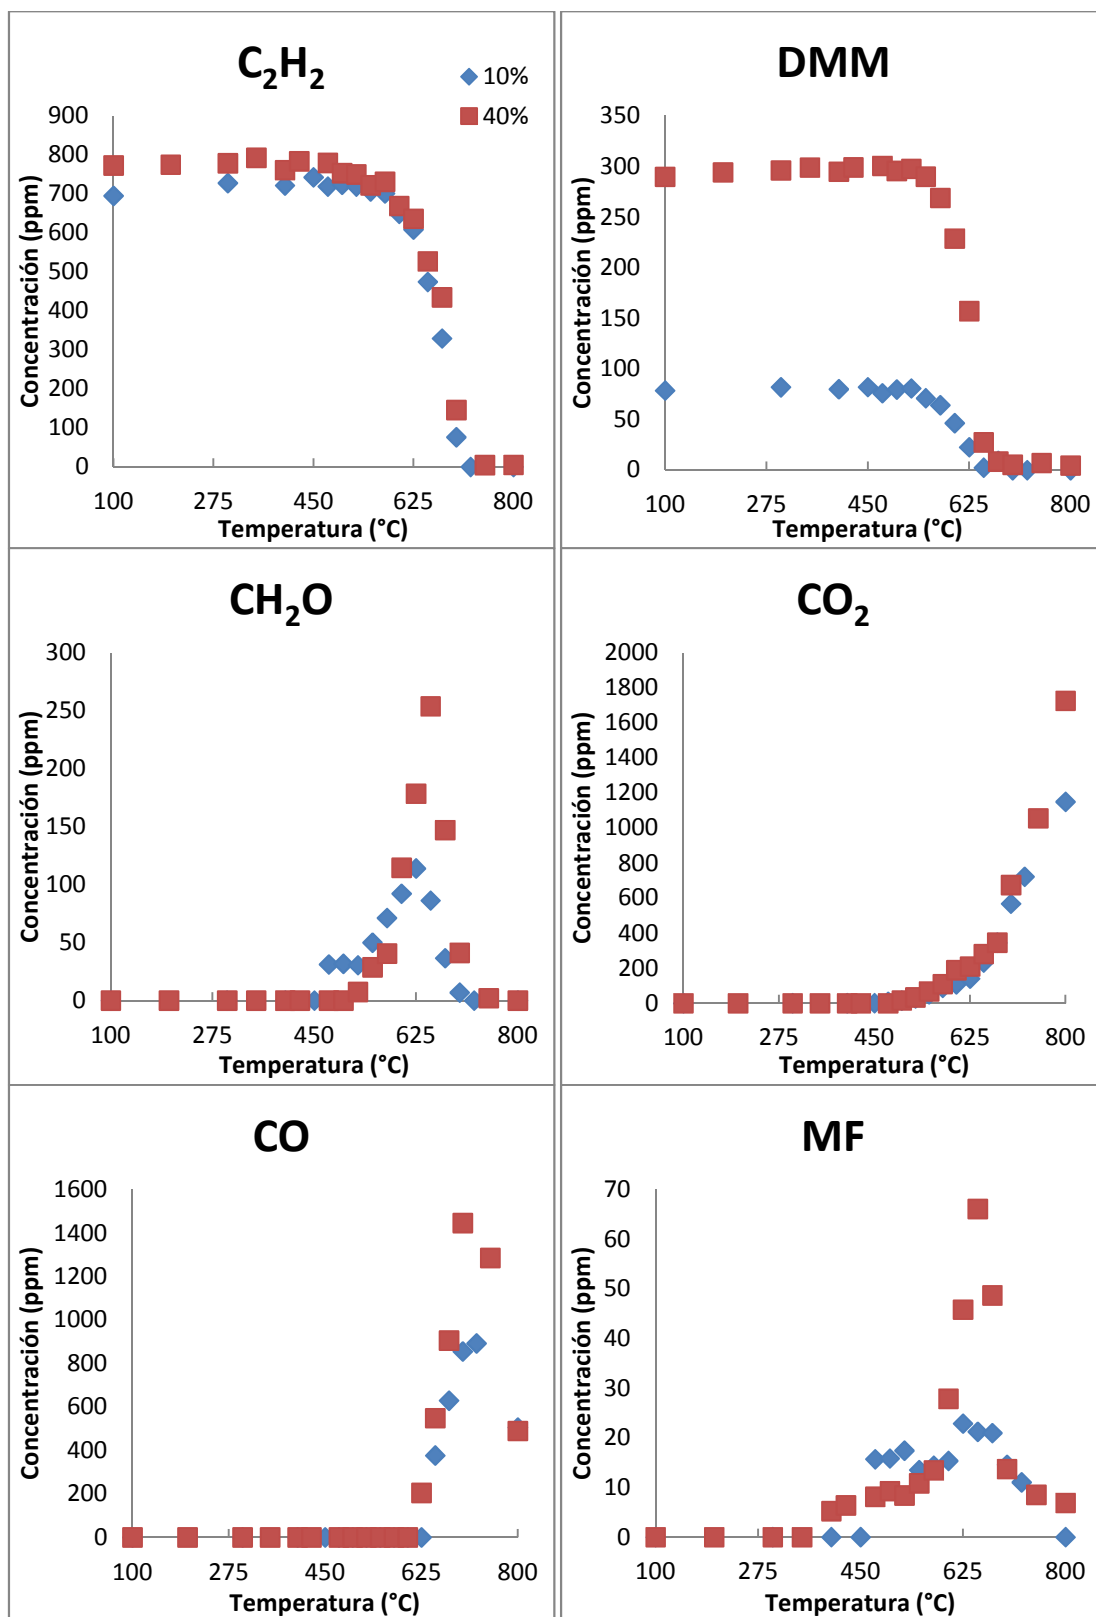 C₂H₂
10%
40%
900
800
700
600
500
400
300
200
100
0
100 275 450 625 800
Temperatura (°C)
Concentración (ppm)
DMM
350
300
250
200
150
100
50
0
100 275 450 625 800
Temperatura (°C)
Concentración (ppm)
CH₂O
300
250
200
150
100
50
0
100 275 450 625 800
Temperatura (°C)
Concentración (ppm)
CO₂
2000
1800
1600
1400
1200
1000
800
600
400
200
0
100 275 450 625 800
Temperatura (°C)
Concentración (ppm)
CO
1600
1400
1200
1000
800
600
400
200
0
100 275 450 625 800
Temperatura (°C)
Concentración (ppm)
MF
70
60
50
40
30
20
10
0
100 275 450 625 800
Temperatura (°C)
Concentración (ppm)